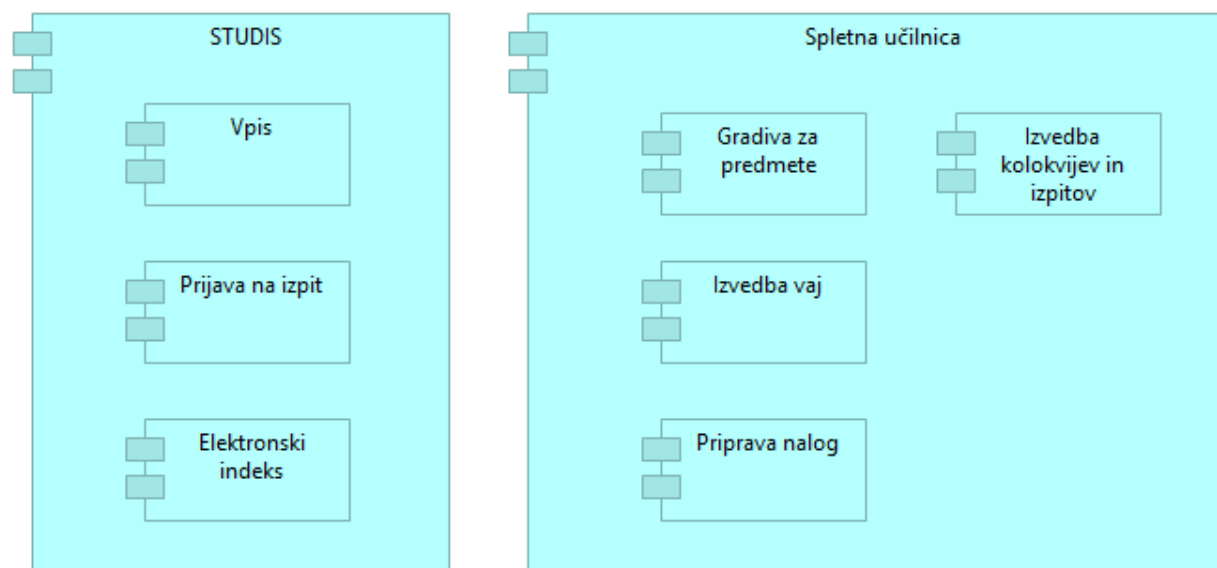 STUDIS
Vpis
Prijava na izpit
Elektronski
indeks
Spletna učilnica
Gradiva za
predmete
Izvedba
kolokvijev in
izpitov
Izvedba vaj
Priprava nalog